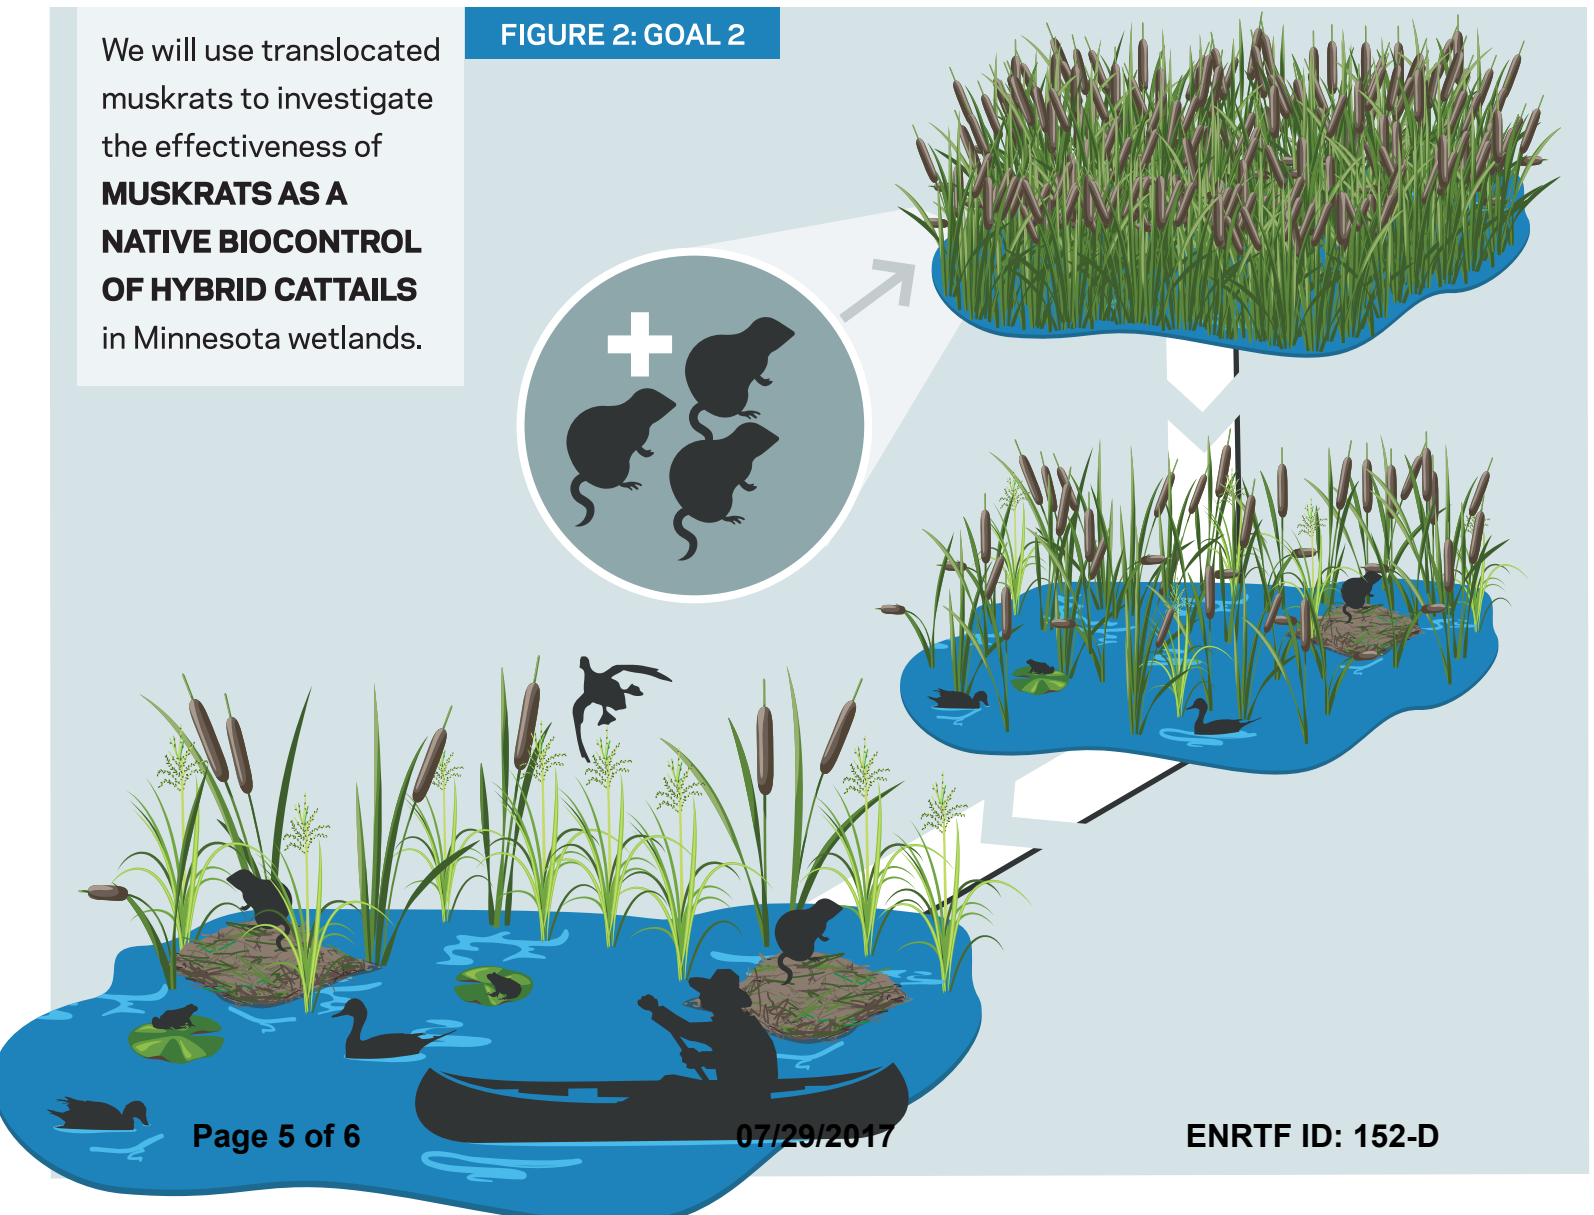 We will use translocated
muskrats to investigate
the effectiveness of
MUSKRATS AS A
NATIVE BIOCONTROL
OF HYBRID CATTAILS
in Minnesota wetlands.
FIGURE 2: GOAL 2
Page 5 of 6
07/29/2017
ENRTF ID: 152-D